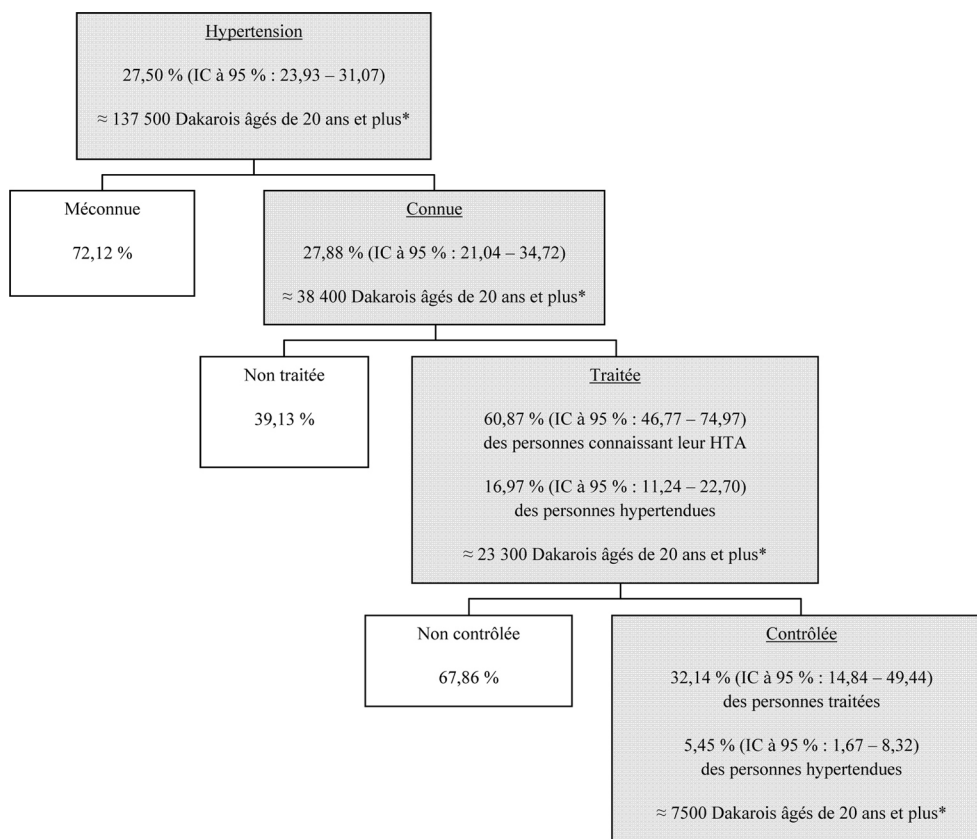 Hypertension
27,50 % (IC à 95 % : 23,93 – 31,07)
≈ 137 500 Dakarois âgés de 20 ans et plus*
Méconnue
72,12 %
Connue
27,88 % (IC à 95 % : 21,04 – 34,72)
≈ 38 400 Dakarois âgés de 20 ans et plus*
Non traitée
39,13 %
Traitée
60,87 % (IC à 95 % : 46,77 – 74,97)
des personnes connaissant leur HTA
16,97 % (IC à 95 % : 11,24 – 22,70)
des personnes hypertendues
≈ 23 300 Dakarois âgés de 20 ans et plus*
Non contrôlée
67,86 %
Contrôlée
32,14 % (IC à 95 % : 14,84 – 49,44)
des personnes traitées
5,45 % (IC à 95 % : 1,67 – 8,32)
des personnes hypertendues
≈ 7500 Dakarois âgés de 20 ans et plus*